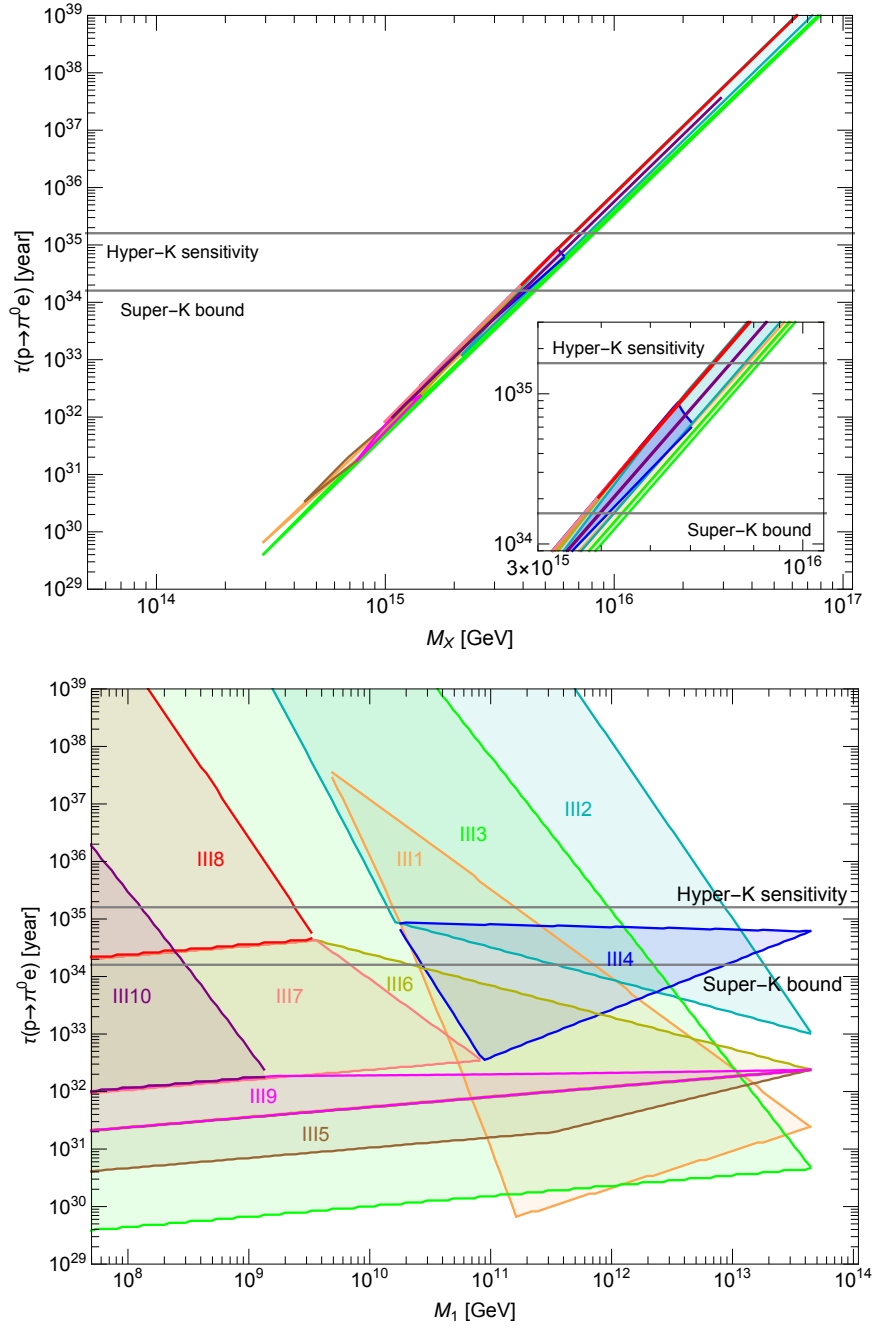 10^39
10^38
10^37
10^36
10^35
10^34
10^33
10^32
10^31
10^30
10^29
τ(p→π^0e) [year]
Hyper-K sensitivity
Super-K bound
Hyper-K sensitivity
10^35
Super-K bound
10^34
3×10^15
10^16
10^14
10^15
10^16
10^17
M_X [GeV]
10^39
10^38
10^37
10^36
10^35
10^34
10^33
10^32
10^31
10^30
10^29
τ(p→π^0e) [year]
III8
III1
III3
III2
Hyper-K sensitivity
III4
Super-K bound
III10
III7
III6
III9
III5
10^8
10^9
10^10
10^11
10^12
10^13
10^14
M_1 [GeV]